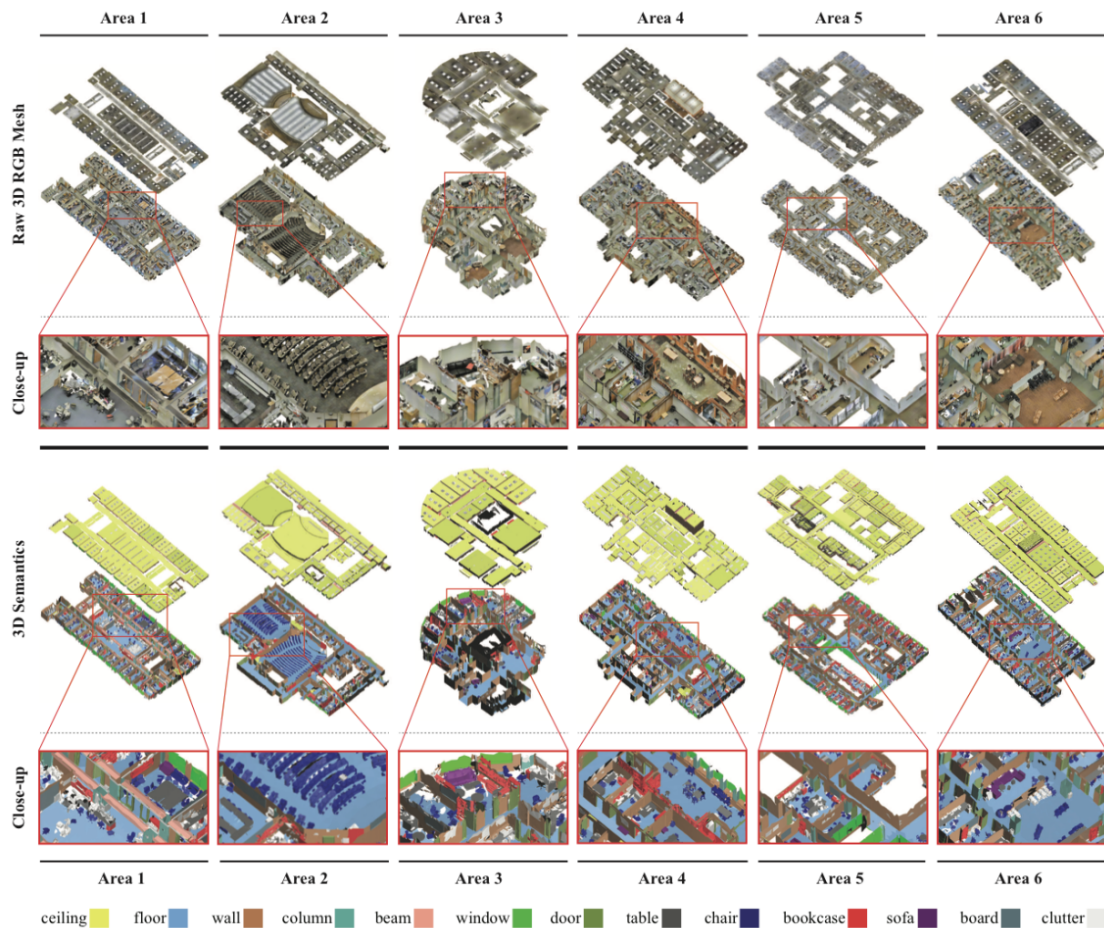 Area 1 Area 2 Area 3 Area 4 Area 5 Area 6
Raw 3D RGB Mesh
Close-up
3D Semantics
Close-up
Area 1 Area 2 Area 3 Area 4 Area 5 Area 6
ceiling floor wall column beam window door table chair bookcase sofa board clutter